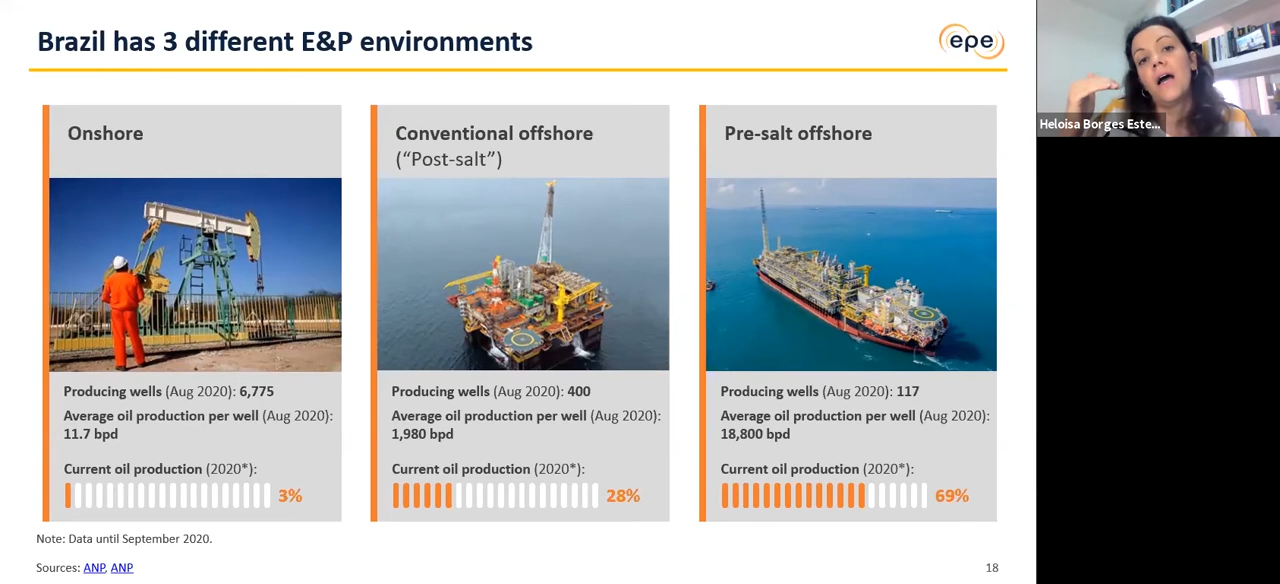 Brazil has 3 different E&P environments
epe
Heloisa Borges Este...
Onshore
Producing wells (Aug 2020): 6,775
Average oil production per well (Aug 2020):
11.7 bpd
Current oil production (2020*):
3%
Conventional offshore
(“Post-salt”)
Producing wells (Aug 2020): 400
Average oil production per well (Aug 2020):
1,980 bpd
Current oil production (2020*):
28%
Pre-salt offshore
Producing wells (Aug 2020): 117
Average oil production per well (Aug 2020):
18,800 bpd
Current oil production (2020*):
69%
Note: Data until September 2020.
Sources: ANP, ANP
18